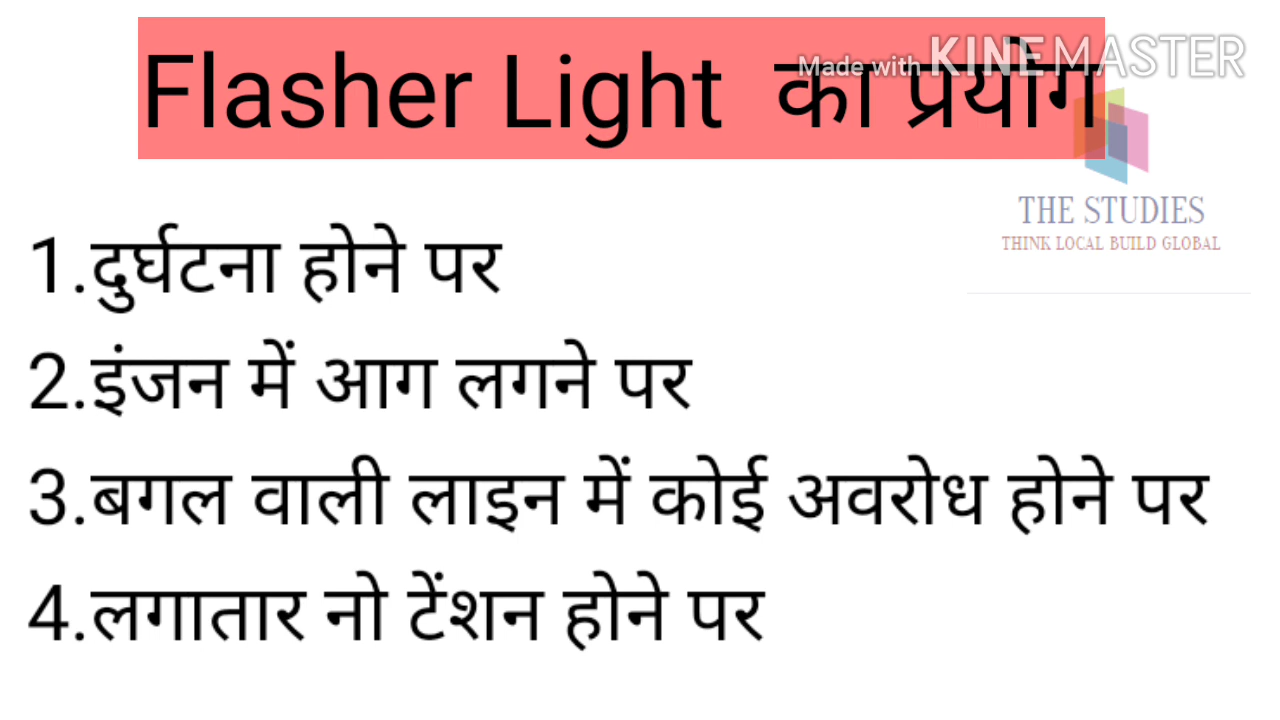 Flasher Light का प्रयोग
Made with KINEMASTER
THE STUDIES
THINK LOCAL BUILD GLOBAL
1.दुर्घटना होने पर
2.इंजन में आग लगने पर
3.बगल वाली लाइन में कोई अवरोध होने पर
4.लगातार नो टेंशन होने पर